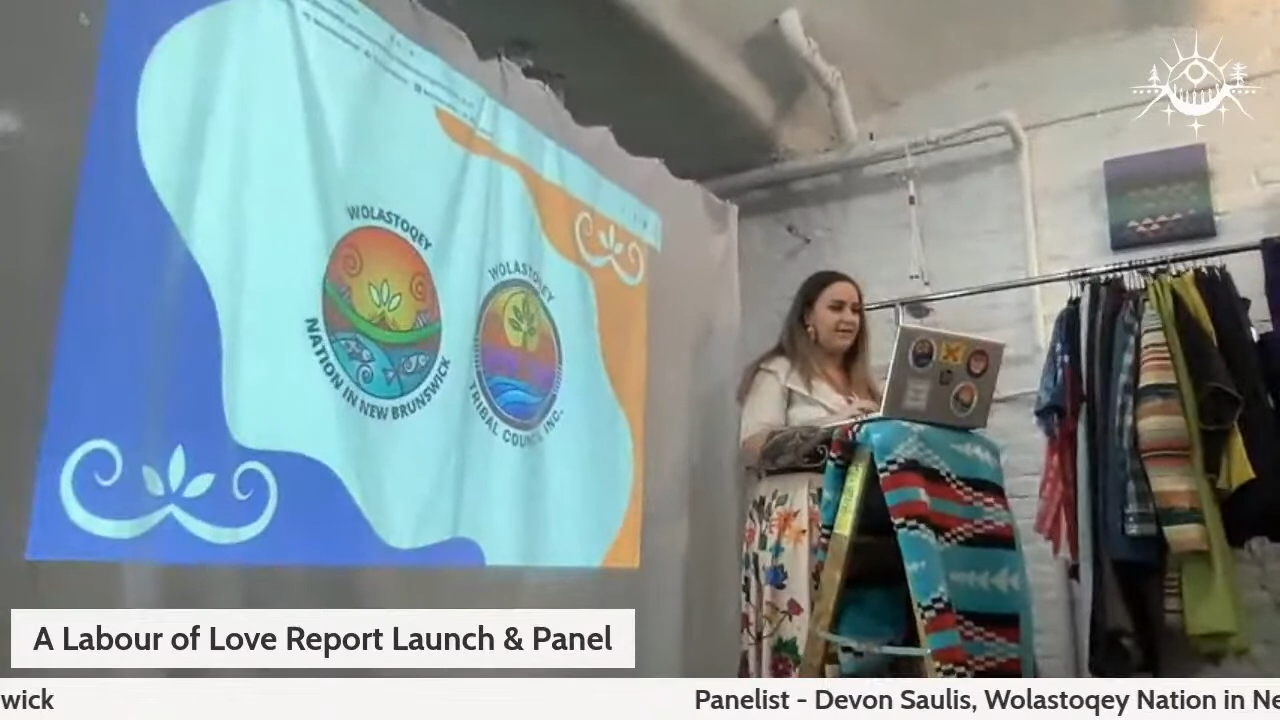 WOLASTOQEY
NATION IN NEW BRUNSWICK
WOLASTOQEY
TRIBAL COUNCIL INC.
A Labour of Love Report Launch & Panel
wick
Panelist - Devon Saulis, Wolastoqey Nation in Ne